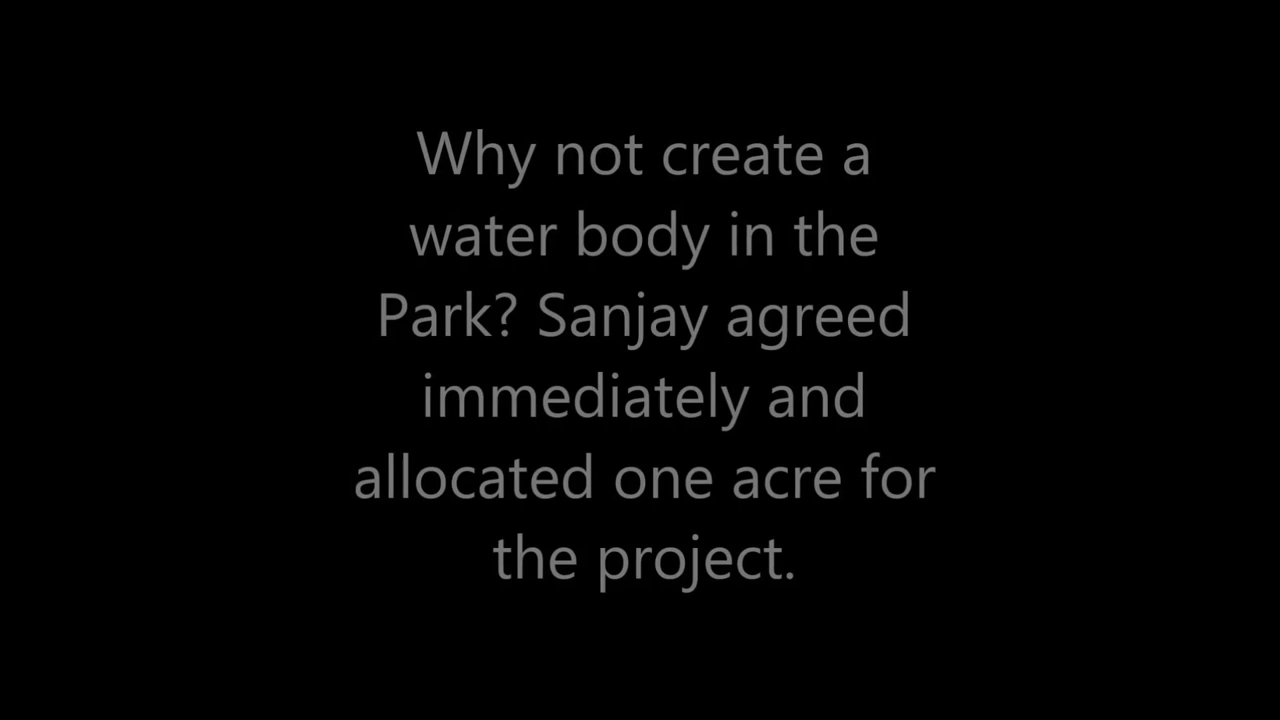 Why not create a
water body in the
Park? Sanjay agreed
immediately and
allocated one acre for
the project.